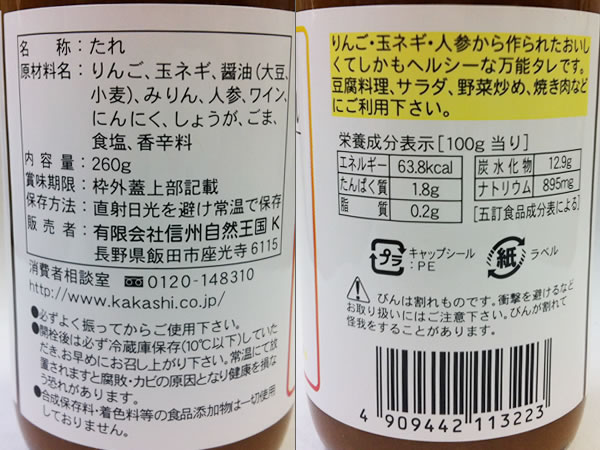 名　称：たれ
原材料名：りんご、玉ネギ、醤油（大豆、
小麦）、みりん、人参、ワイン、
にんにく、しょうが、ごま、
食塩、香辛料
内 容 量：260g
賞味期限：枠外蓋上部記載
保存方法：直射日光を避け常温で保存
販 売 者：有限会社信州自然王国 K
長野県飯田市座光寺6115
消費者相談室 0120-148310
http://www.kakashi.co.jp/
●必ずよく振ってからご使用下さい。
●開栓後は必ず冷蔵庫保存(10℃以下)していた
だき、お早めにお召し上がり下さい。常温にて放
置されますと腐敗・カビの原因となり健康を損な
う恐れがあります。
●合成保存料・着色料等の食品添加物は一切使用
しておりません。
りんご・玉ネギ・人参から作られたおいし
くてしかもヘルシーな万能タレです。
豆腐料理、サラダ、野菜炒め、焼き肉など
にご利用下さい。
栄養成分表示［100g 当り］
エネルギー 63.8kcal 炭水化物 12.9g
たんぱく質 1.8g ナトリウム 895mg
脂質 0.2g ［五訂食品成分表による］
プラ キャップシール：PE 紙 ラベル
びんは割れものです。衝撃を避けるなど
お取り扱いにはご注意下さい。びんが割れて
怪我をすることがあります。
4 909442 113223